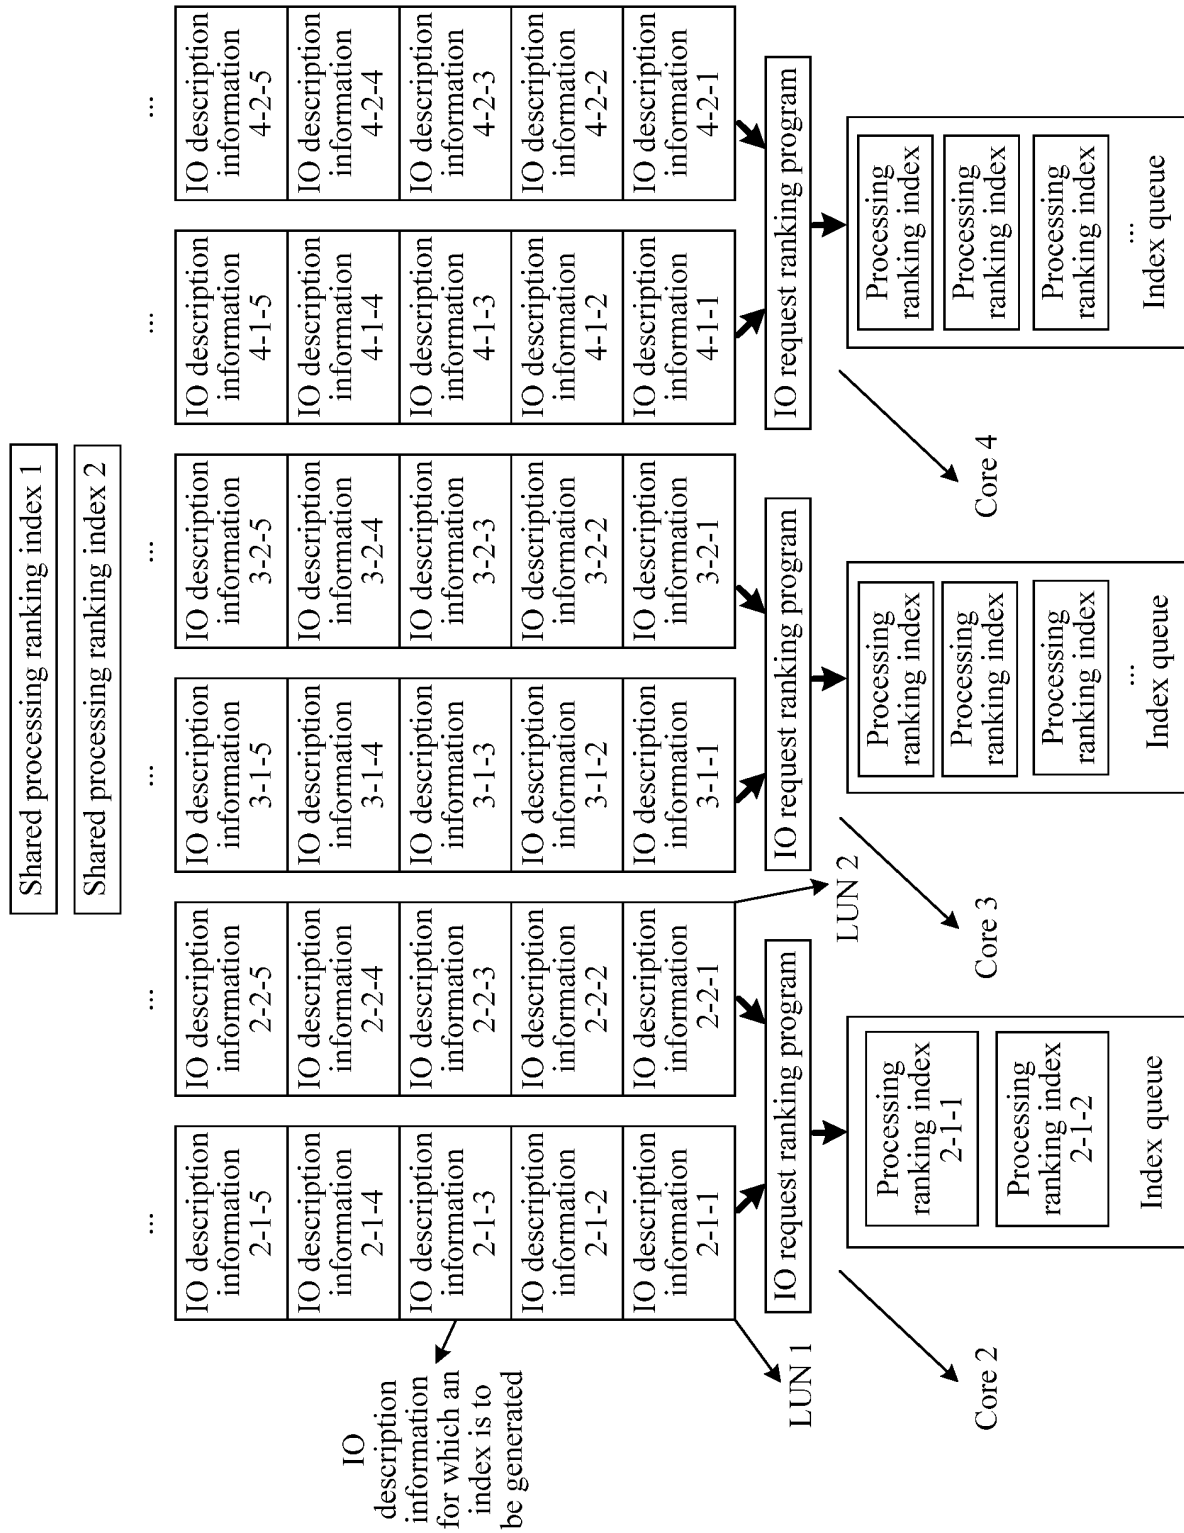 Shared processing ranking index 1
Shared processing ranking index 2
...
...
...
...
...
...
IO description
information
2-1-5
IO description
information
2-2-5
IO description
information
3-1-5
IO description
information
3-2-5
IO description
information
4-1-5
IO description
information
4-2-5
IO description
information
2-1-4
IO description
information
2-2-4
IO description
information
3-1-4
IO description
information
3-2-4
IO description
information
4-1-4
IO description
information
4-2-4
IO
description
information
for which an
index is to
be generated
IO description
information
2-1-3
IO description
information
2-2-3
IO description
information
3-1-3
IO description
information
3-2-3
IO description
information
4-1-3
IO description
information
4-2-3
IO description
information
2-1-2
IO description
information
2-2-2
IO description
information
3-1-2
IO description
information
3-2-2
IO description
information
4-1-2
IO description
information
4-2-2
IO description
information
2-1-1
IO description
information
2-2-1
IO description
information
3-1-1
IO description
information
3-2-1
IO description
information
4-1-1
IO description
information
4-2-1
LUN 1
IO request ranking program
LUN 2
IO request ranking program
IO request ranking program
Core 2
Processing
ranking index
2-1-1
Processing
ranking index
2-1-2
Index queue
Core 3
Processing
ranking index
Processing
ranking index
Processing
ranking index
...
Index queue
Core 4
Processing
ranking index
Processing
ranking index
Processing
ranking index
...
Index queue